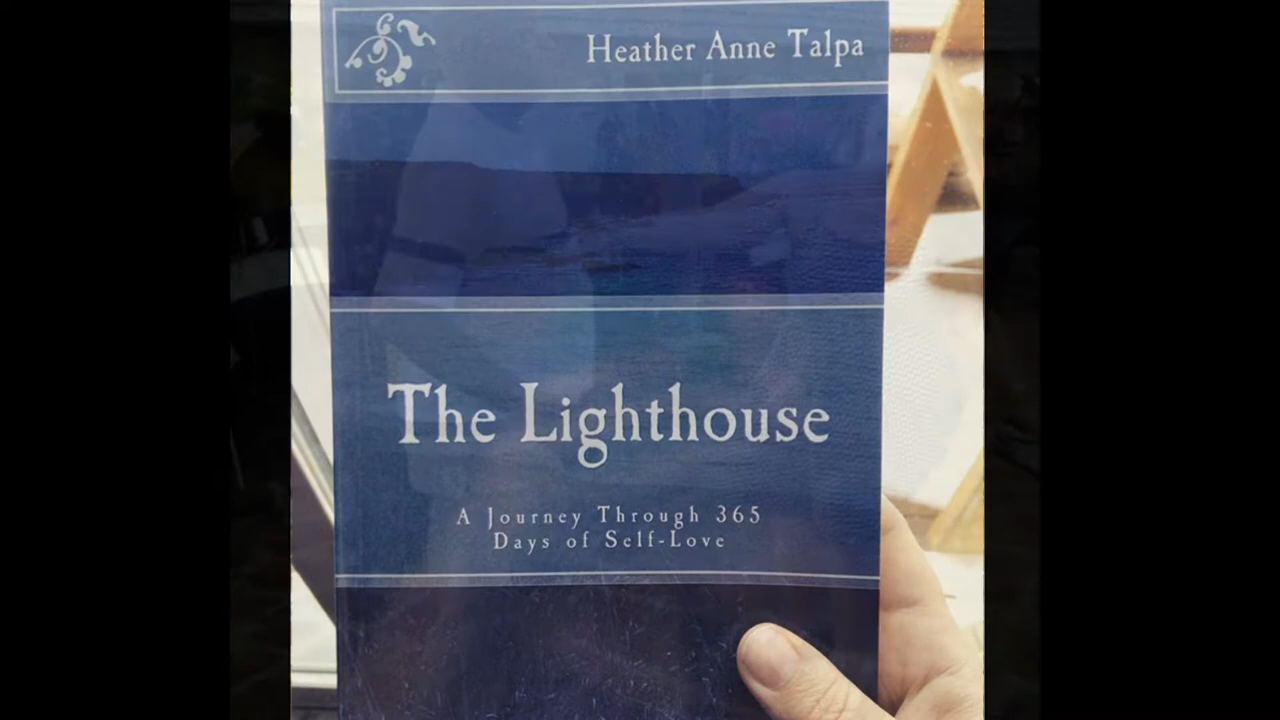 Heather Anne Talpa
The Lighthouse
A Journey Through 365
Days of Self-Love